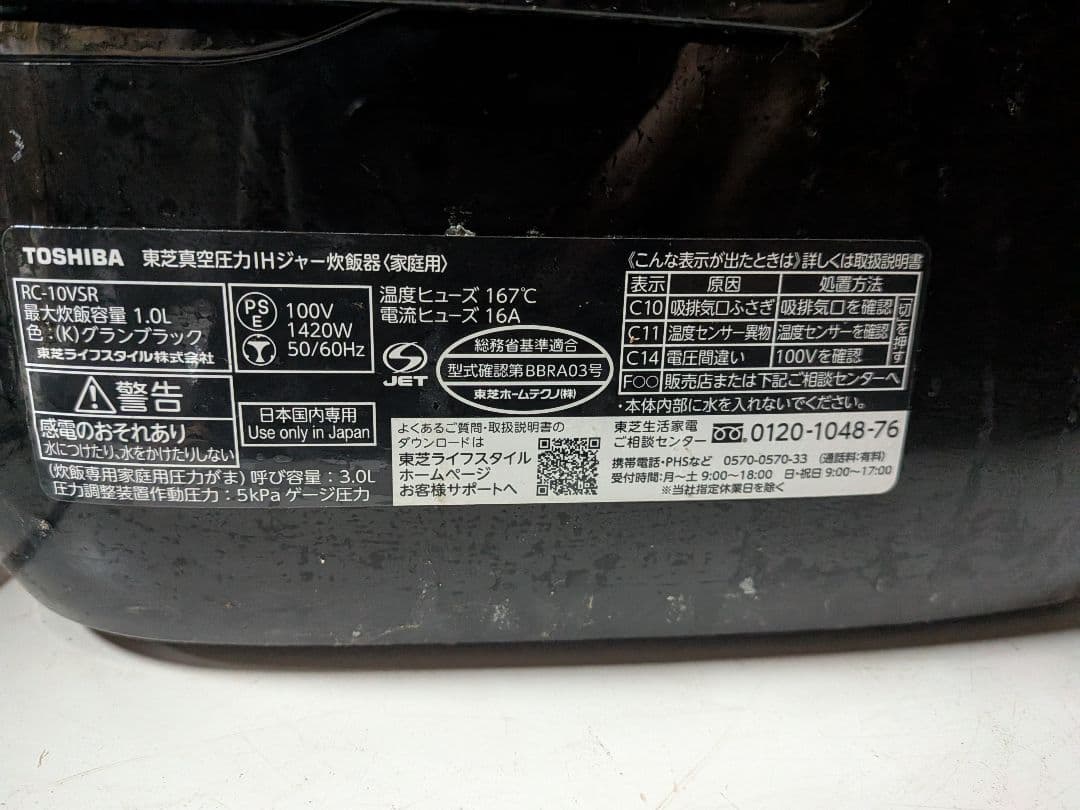 TOSHIBA 東芝真空圧力IHジャー炊飯器〈家庭用〉
RC-10VSR
最大炊飯容量 1.0L
色：(K)グランブラック
東芝ライフスタイル株式会社
PS
E
100V
1420W
50/60Hz
温度ヒューズ 167℃
電流ヒューズ 16A
S
JET
総務省基準適合
型式確認第BBRA03号
東芝ホームテクノ(株)
警告
感電のおそれあり
水につけたり、水をかけたりしない
日本国内専用
Use only in Japan
(炊飯専用家庭用圧力がま) 呼び容量：3.0L
圧力調整装置作動圧力：5kPa ゲージ圧力
よくあるご質問・取扱説明書の
ダウンロードは
東芝ライフスタイル
ホームページ
お客様サポートへ
《こんな表示が出たときは》詳しくは取扱説明書
表示 原因 処置方法
C10 吸排気口ふさぎ 吸排気口を確認
C11 温度センサー異物 温度センサーを確認
C14 電圧間違い 100Vを確認
切を押す
F○○ 販売店または下記ご相談センターへ
・本体内部に水を入れないでください。
東芝生活家電
ご相談センター 0120-1048-76
携帯電話・PHSなど 0570-0570-33 (通話料:有料)
受付時間:月～土 9:00～18:00 日・祝日 9:00～17:00
※当社指定休業日を除く